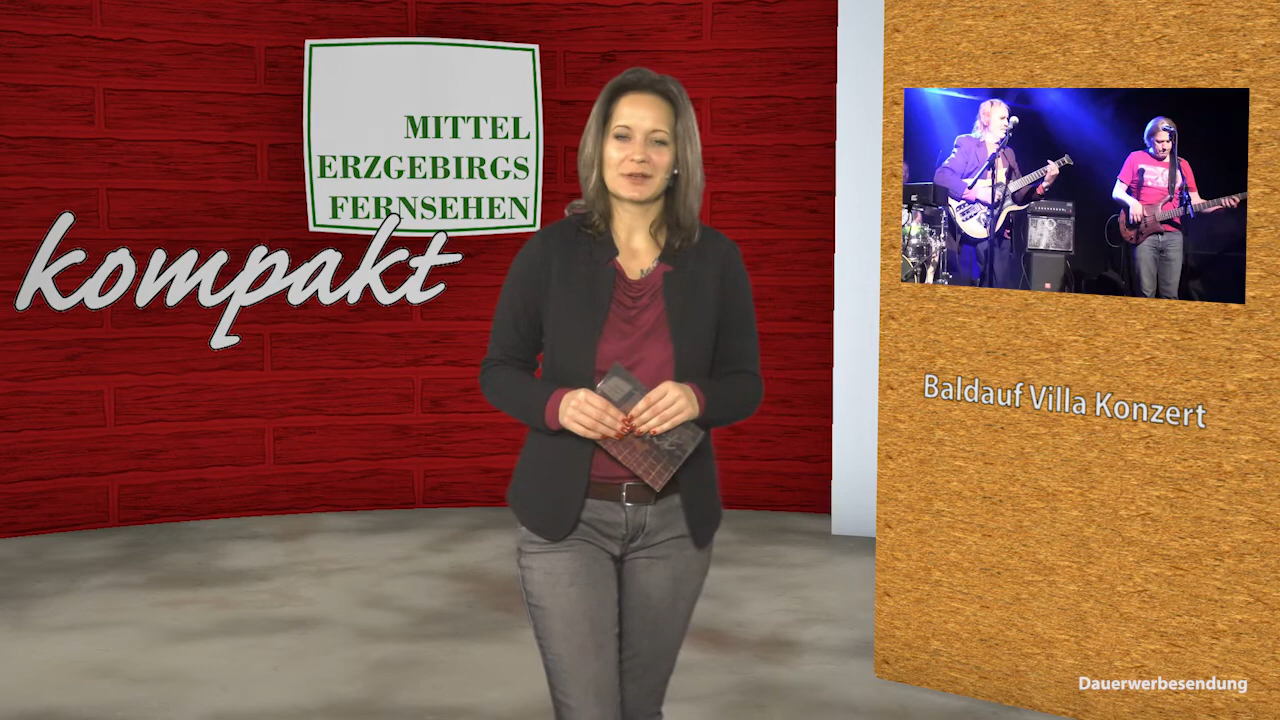 MITTEL
ERZGEBIRGS
FERNSEHEN
kompakt
Baldauf Villa Konzert
Dauerwerbesendung